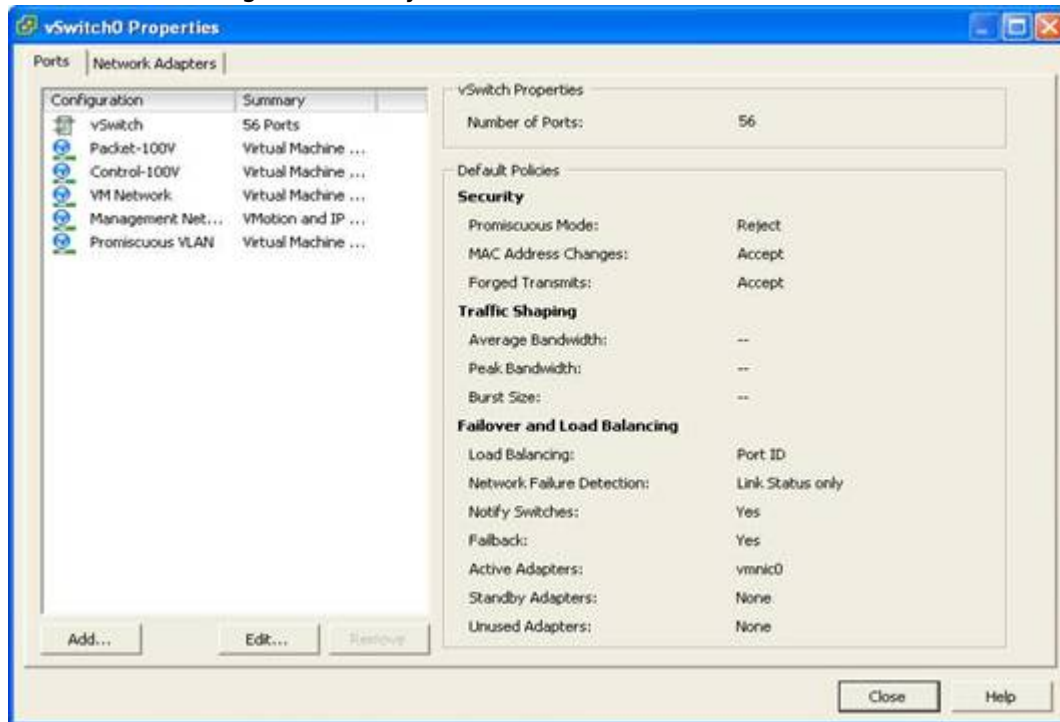 vSwitch0 Properties
Ports
Network Adapters
Configuration Summary
vSwitch 56 Ports
Packet-100V Virtual Machine ...
Control-100V Virtual Machine ...
VM Network Virtual Machine ...
Management Net... VMotion and IP ...
Promiscuous VLAN Virtual Machine ...
Add... Edit... Remove
vSwitch Properties
Number of Ports: 56
Default Policies
Security
Promiscuous Mode: Reject
MAC Address Changes: Accept
Forged Transmits: Accept
Traffic Shaping
Average Bandwidth: --
Peak Bandwidth: --
Burst Size: --
Failover and Load Balancing
Load Balancing: Port ID
Network Failure Detection: Link Status only
Notify Switches: Yes
Failback: Yes
Active Adapters: vmnic0
Standby Adapters: None
Unused Adapters: None
Close Help